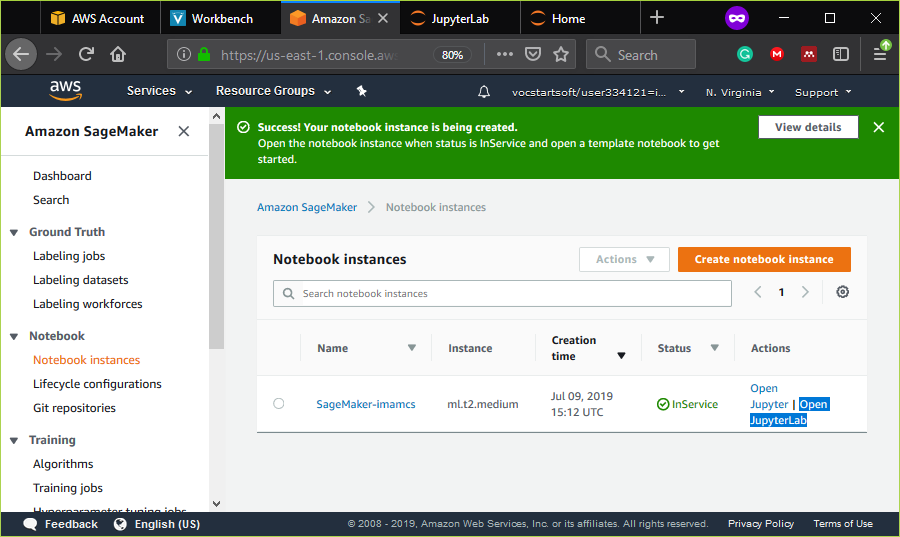 AWS Account
Workbench
Amazon Sa
JupyterLab
Home
https://us-east-1.console.aw
80%
Search
aws
Services
Resource Groups
vocstartsoft/user334121=i...
N. Virginia
Support
Amazon SageMaker
Dashboard
Search
Ground Truth
Labeling jobs
Labeling datasets
Labeling workforces
Notebook
Notebook instances
Lifecycle configurations
Git repositories
Training
Algorithms
Training jobs
Hyperparameter tuning jobs
Success! Your notebook instance is being created.
Open the notebook instance when status is InService and open a template notebook to get
started.
View details
Amazon SageMaker > Notebook instances
Notebook instances
Actions
Create notebook instance
Search notebook instances
1
Name
Instance
Creation
time
Status
Actions
SageMaker-imamcs
ml.t2.medium
Jul 09, 2019
15:12 UTC
InService
Open
Jupyter | Open
JupyterLab
Feedback
English (US)
© 2008 - 2019, Amazon Web Services, Inc. or its affiliates. All rights reserved.
Privacy Policy
Terms of Use